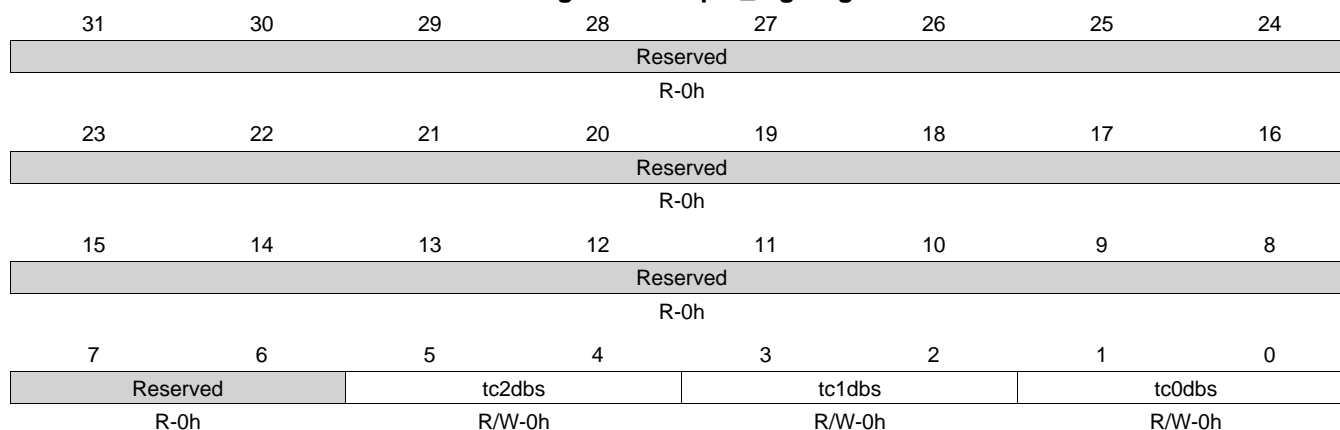 31 30 29 28 27 26 25 24
Reserved
R-0h
23 22 21 20 19 18 17 16
Reserved
R-0h
15 14 13 12 11 10 9 8
Reserved
R-0h
7 6 5 4 3 2 1 0
Reserved tc2dbs tc1dbs tc0dbs
R-0h R/W-0h R/W-0h R/W-0h